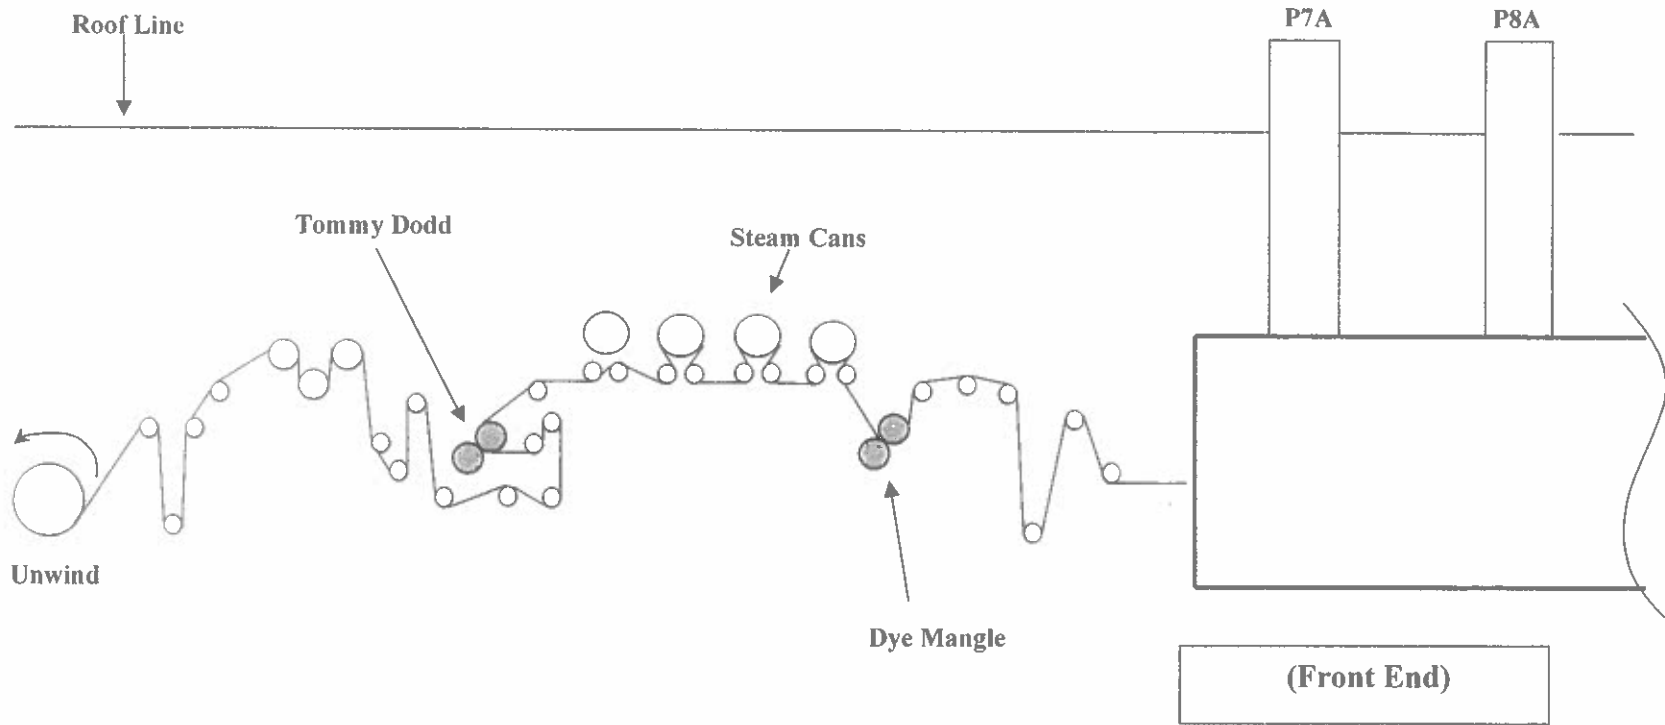 Roof Line
P7A
P8A
Tommy Dodd
Steam Cans
Unwind
Dye Mangle
(Front End)